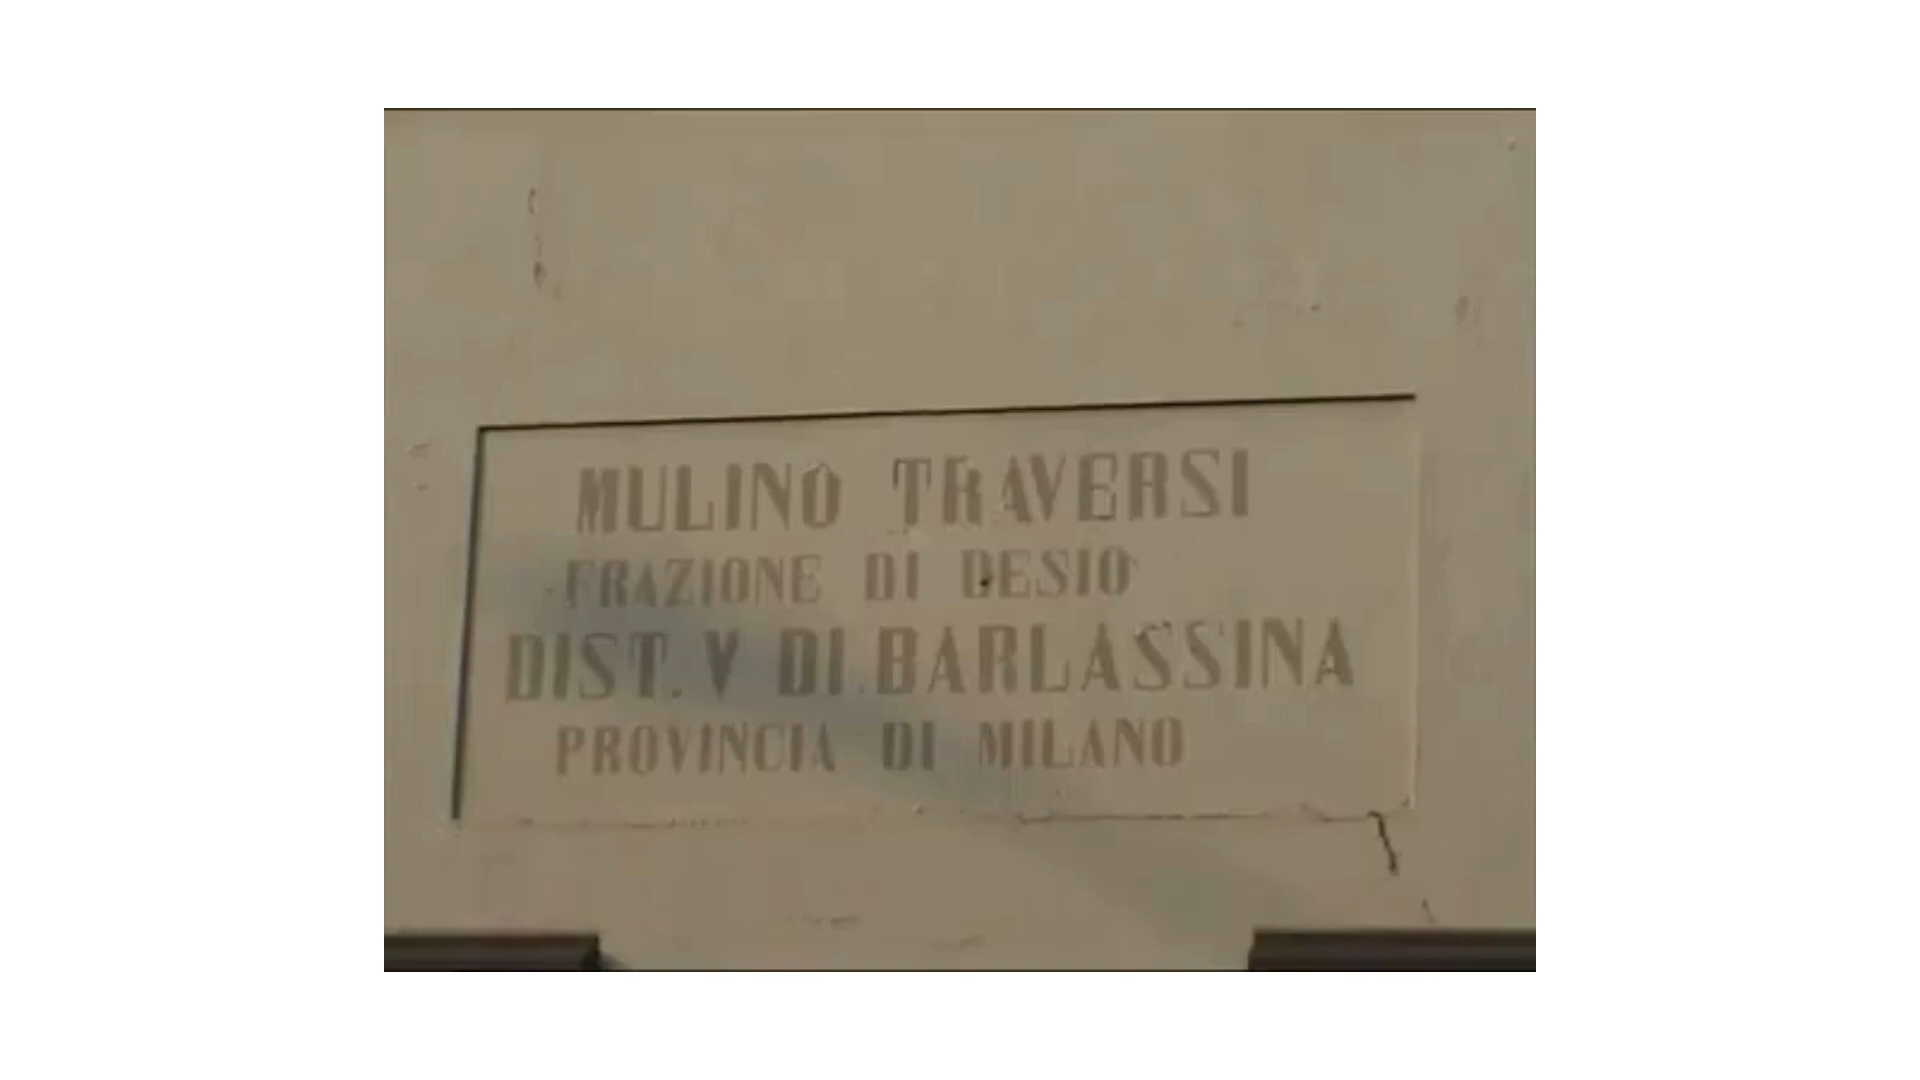 MULINO TRAVERSI
FRAZIONE DI DESIO
DIST. V DI BARLASSINA
PROVINCIA DI MILANO